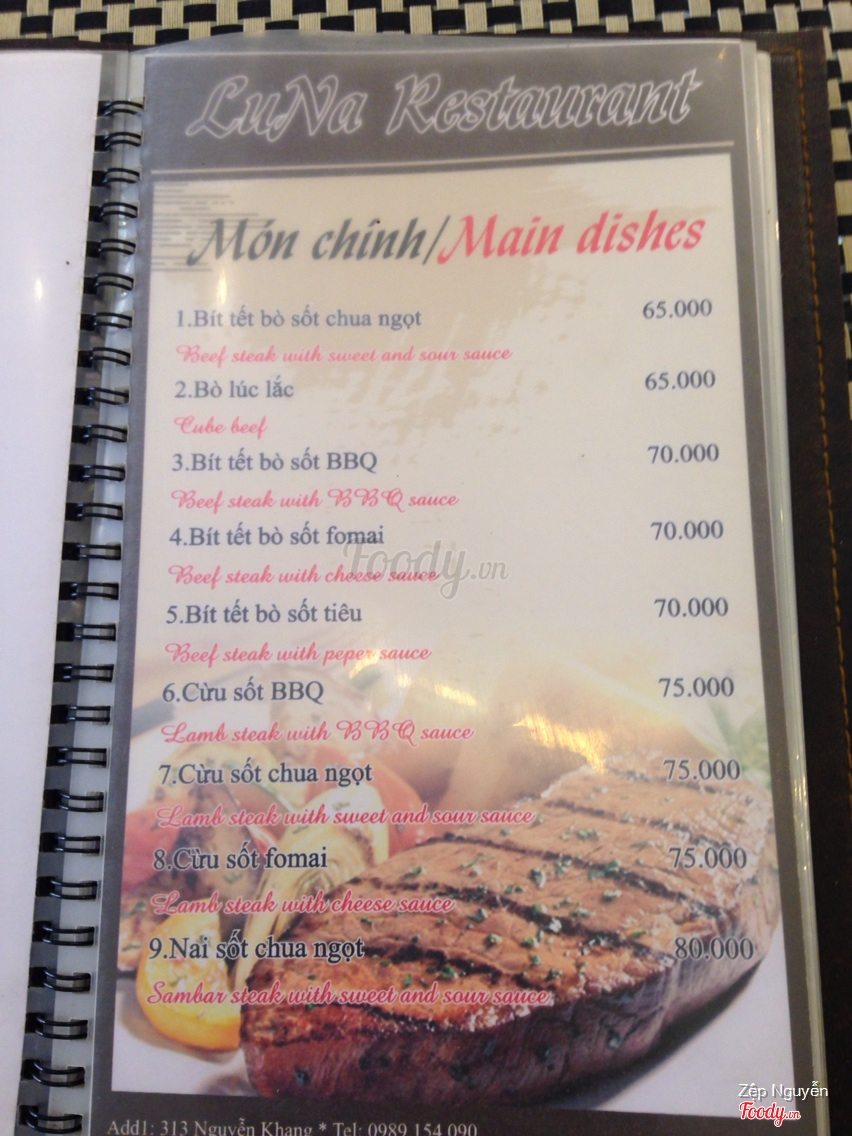 LuNa Restaurant
Món chính/Main dishes
1.Bít tết bò sốt chua ngọt 65.000
Beef steak with sweet and sour sauce
2.Bò lúc lắc 65.000
Cube beef
3.Bít tết bò sốt BBQ 70.000
Beef steak with BBQ sauce
4.Bít tết bò sốt fomai 70.000
Foody.vn
Beef steak with cheese sauce
5.Bít tết bò sốt tiêu 70.000
Beef steak with peper sauce
6.Cừu sốt BBQ 75.000
Lamb steak with BBQ sauce
7.Cừu sốt chua ngọt 75.000
Lamb steak with sweet and sour sauce
8.Cừu sốt fomai 75.000
Lamb steak with cheese sauce
9.Nai sốt chua ngọt 80.000
Sambar steak with sweet and sour sauce
Zếp Nguyễn
Foody.vn
Add1: 313 Nguyễn Khang * Tel: 0989 154 090